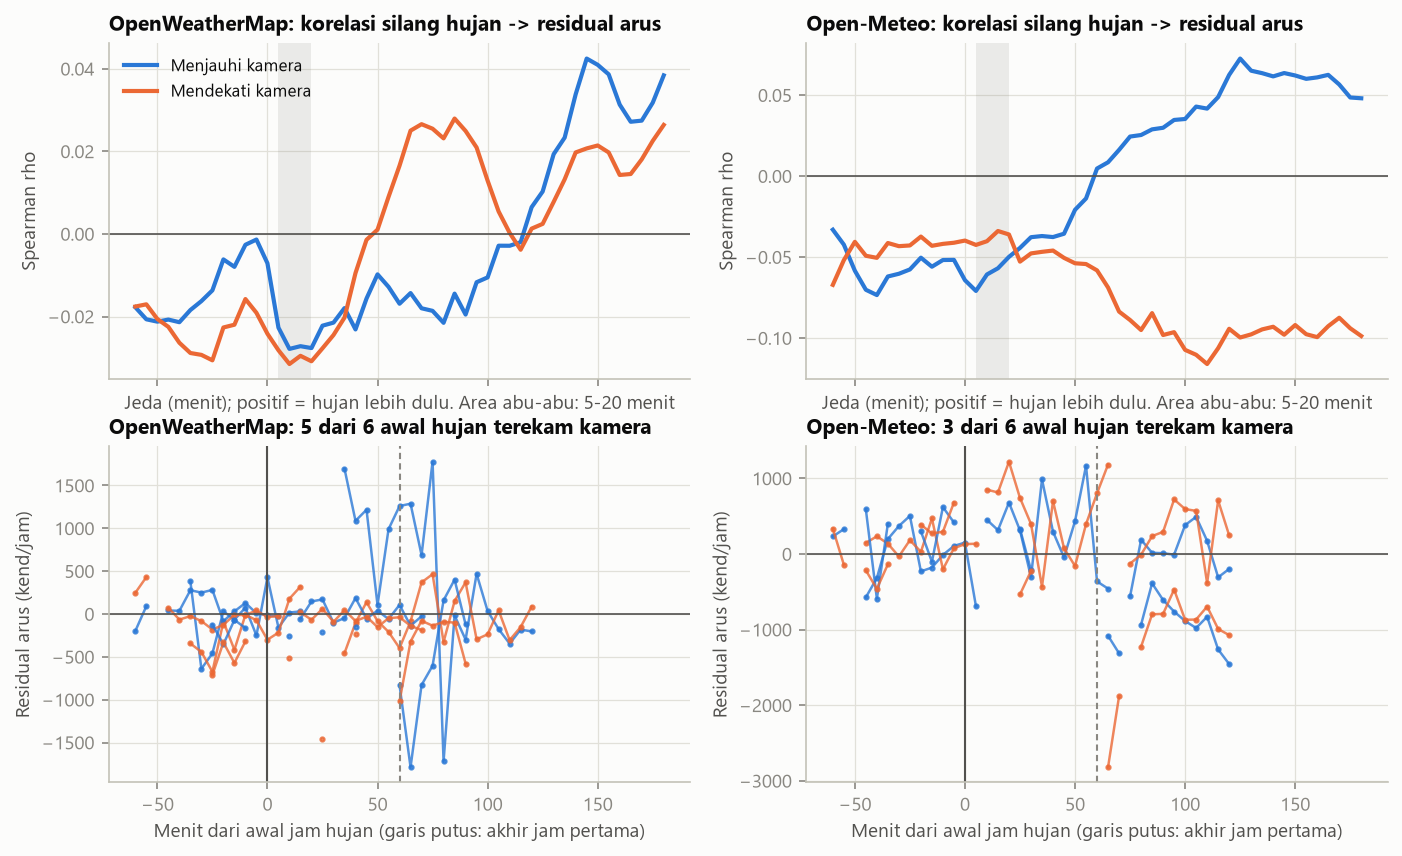 OpenWeatherMap: korelasi silang hujan -> residual arus
Menjauhi kamera
Mendekati kamera
Spearman rho
0.04
0.02
0.00
−0.02
Jeda (menit); positif = hujan lebih dulu. Area abu-abu: 5-20 menit
Open-Meteo: korelasi silang hujan -> residual arus
Spearman rho
0.05
0.00
−0.05
−0.10
Jeda (menit); positif = hujan lebih dulu. Area abu-abu: 5-20 menit
OpenWeatherMap: 5 dari 6 awal hujan terekam kamera
Residual arus (kend/jam)
1500
1000
500
0
−500
−1000
−1500
−50 0 50 100 150
Menit dari awal jam hujan (garis putus: akhir jam pertama)
Open-Meteo: 3 dari 6 awal hujan terekam kamera
Residual arus (kend/jam)
1000
0
−1000
−2000
−3000
−50 0 50 100 150
Menit dari awal jam hujan (garis putus: akhir jam pertama)